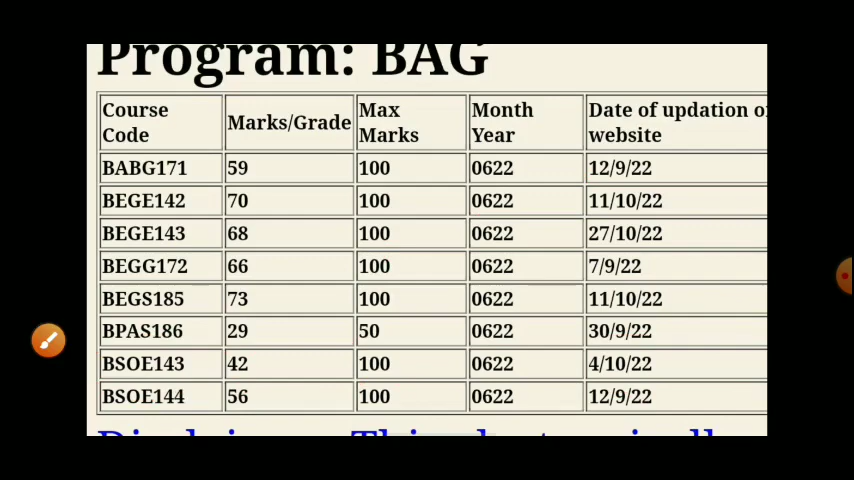 Program: BAG
Course Code Marks/Grade Max Marks Month Year Date of updation on website
BABG171 59 100 0622 12/9/22
BEGE142 70 100 0622 11/10/22
BEGE143 68 100 0622 27/10/22
BEGG172 66 100 0622 7/9/22
BEGS185 73 100 0622 11/10/22
BPAS186 29 50 0622 30/9/22
BSOE143 42 100 0622 4/10/22
BSOE144 56 100 0622 12/9/22